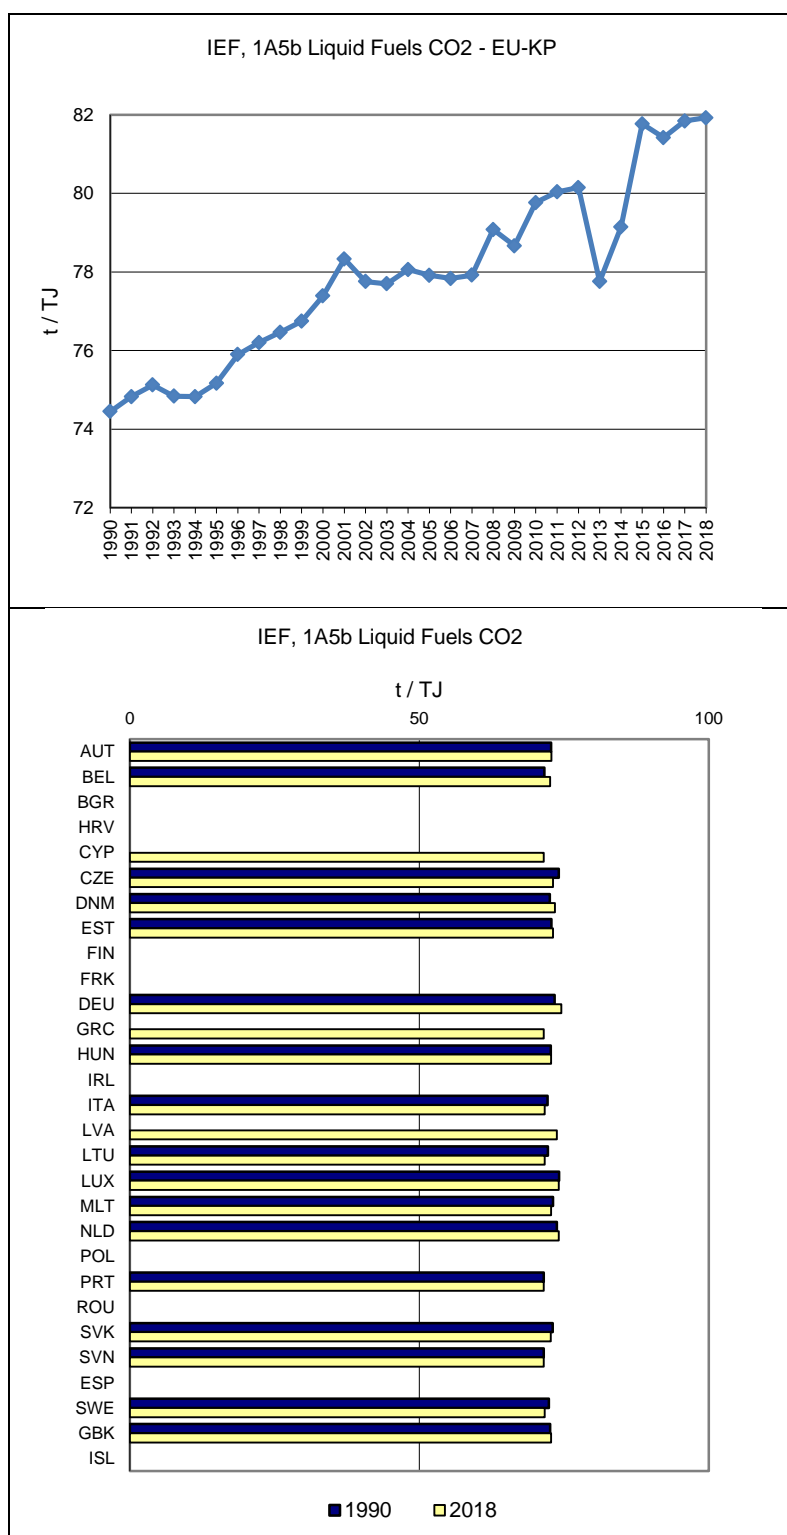 IEF, 1A5b Liquid Fuels CO2 - EU-KP
82
80
78
76
74
72
t / TJ
1990 1991 1992 1993 1994 1995 1996 1997 1998 1999 2000 2001 2002 2003 2004 2005 2006 2007 2008 2009 2010 2011 2012 2013 2014 2015 2016 2017 2018
IEF, 1A5b Liquid Fuels CO2
t / TJ
0 50 100
AUT
BEL
BGR
HRV
CYP
CZE
DNM
EST
FIN
FRK
DEU
GRC
HUN
IRL
ITA
LVA
LTU
LUX
MLT
NLD
POL
PRT
ROU
SVK
SVN
ESP
SWE
GBK
ISL
1990 2018